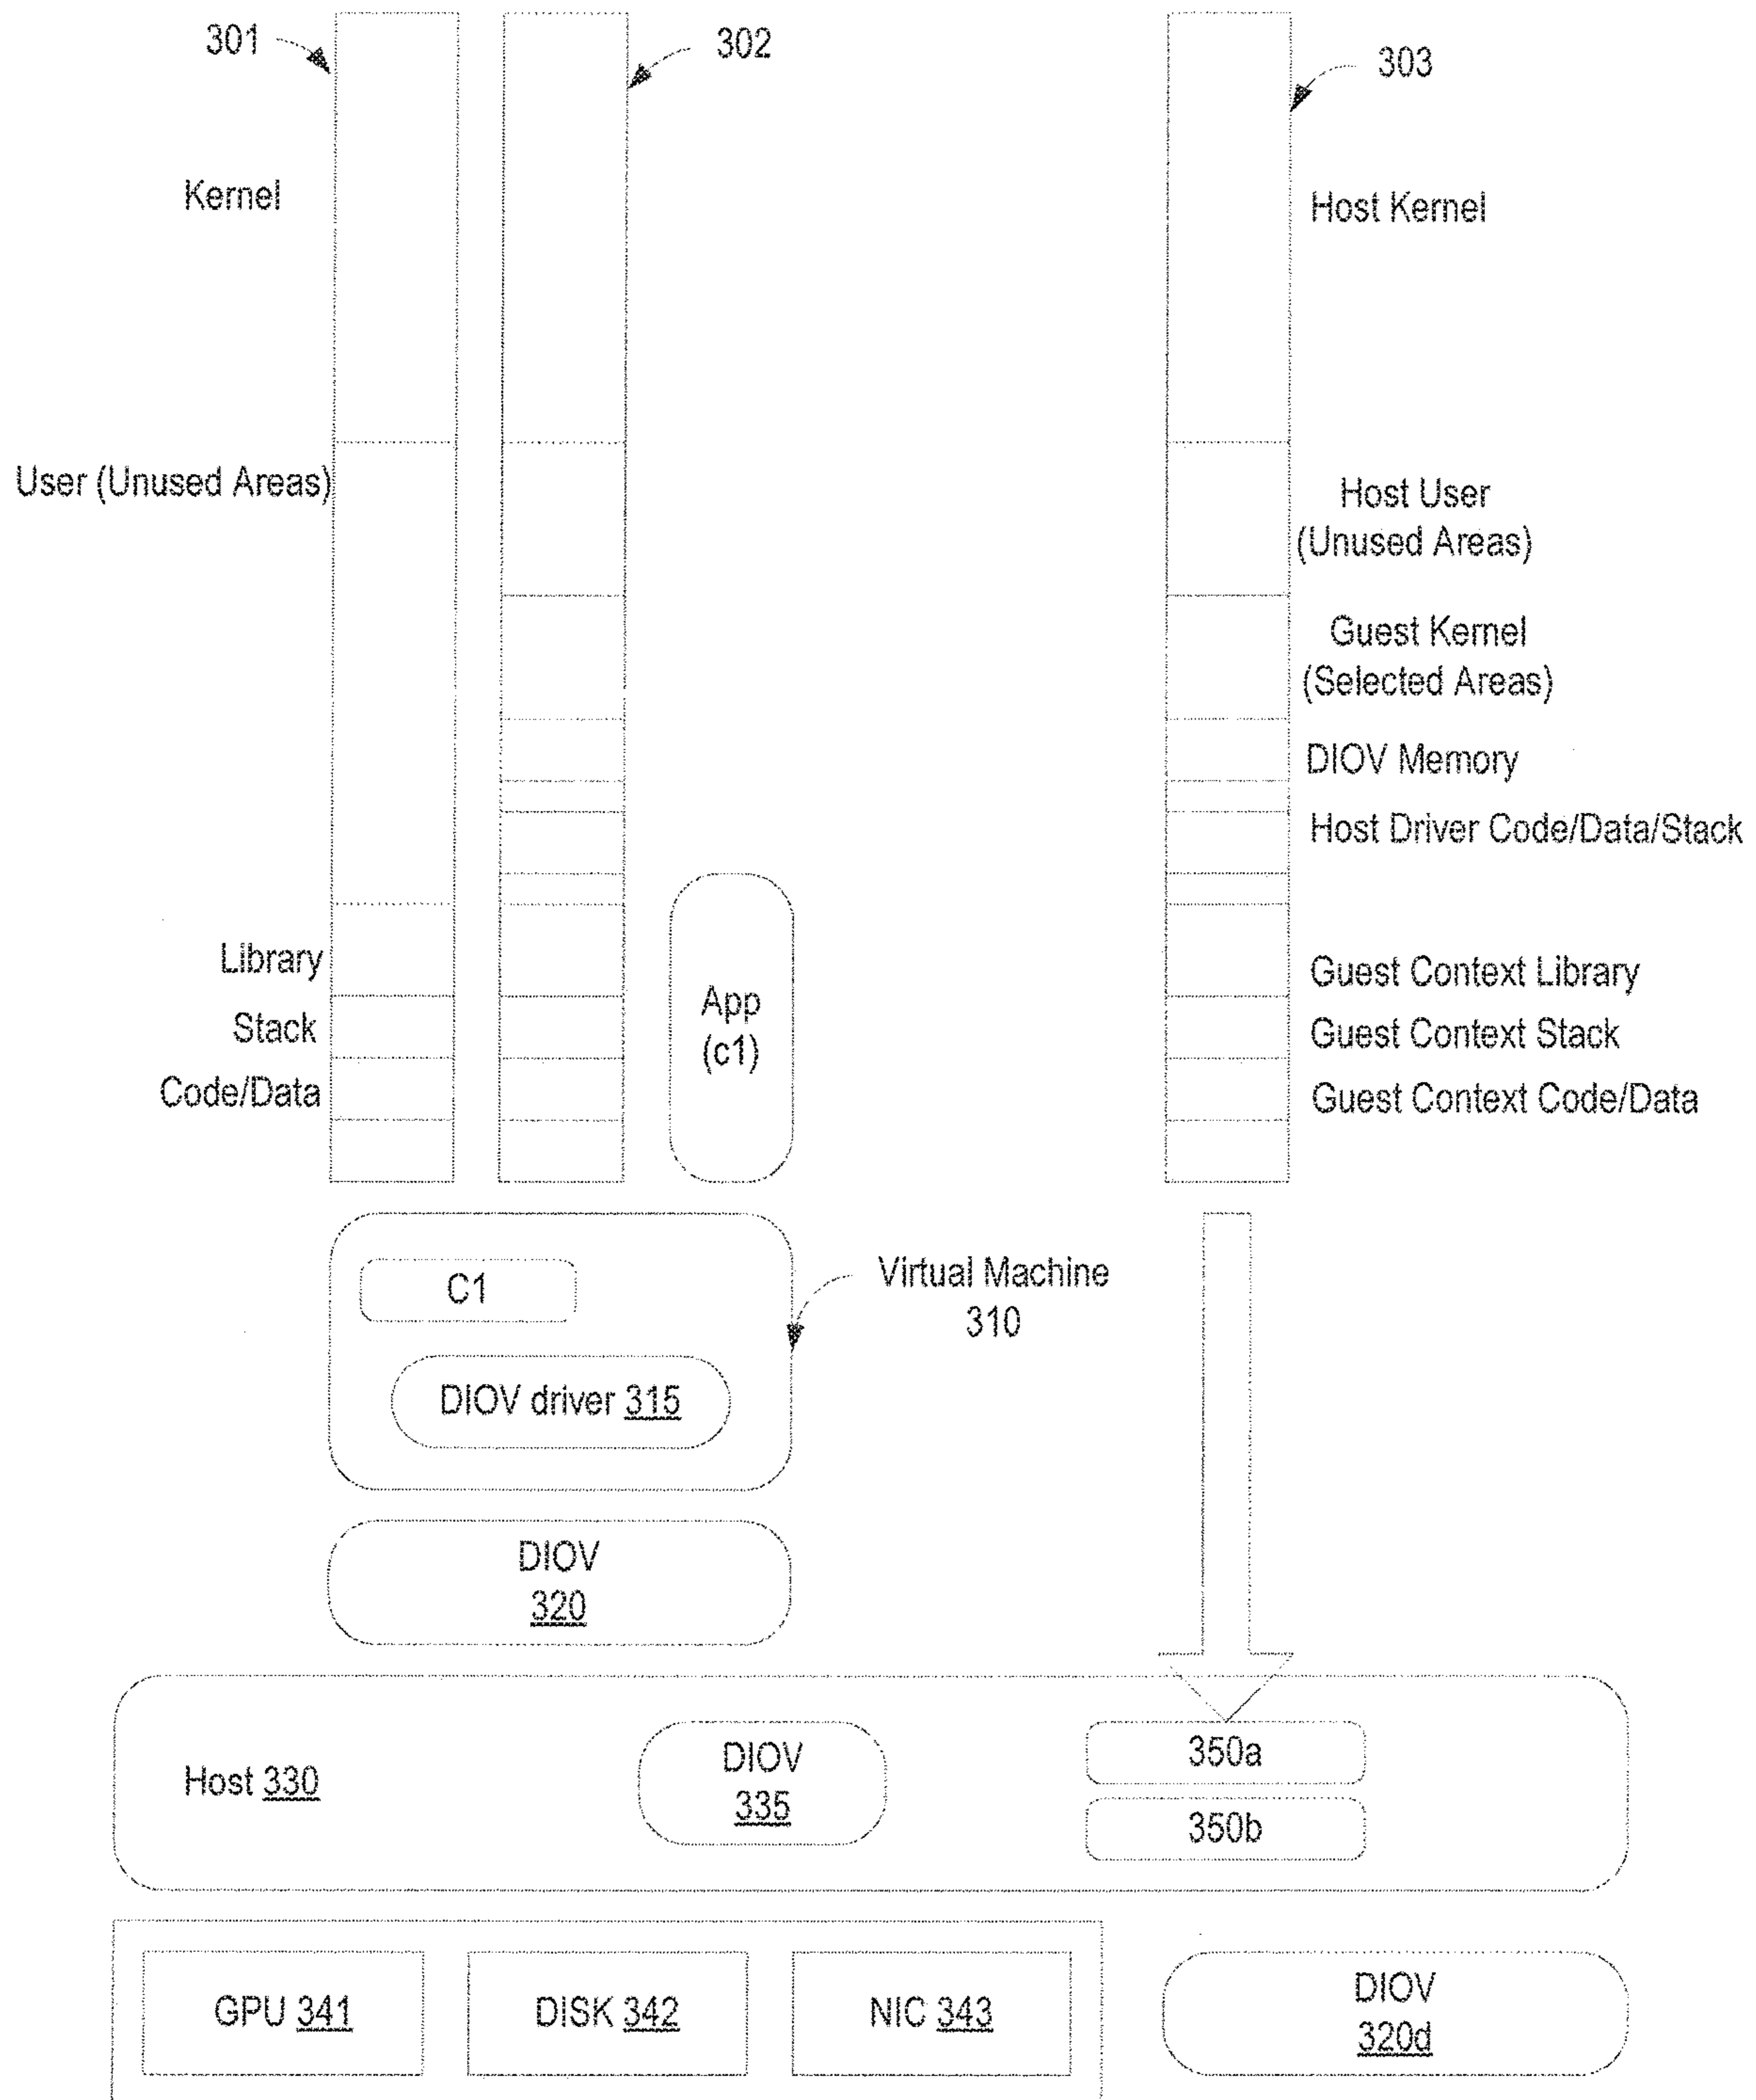 301
302
303
Kernel
Host Kernel
User (Unused Areas)
Host User
(Unused Areas)
Guest Kernel
(Selected Areas)
DIOV Memory
Host Driver Code/Data/Stack
Library
App
(c1)
Guest Context Library
Stack
Guest Context Stack
Code/Data
Guest Context Code/Data
C1
Virtual Machine
310
DIOV driver 315
DIOV
320
Host 330
DIOV
335
350a
350b
GPU 341
DISK 342
NIC 343
DIOV
320d